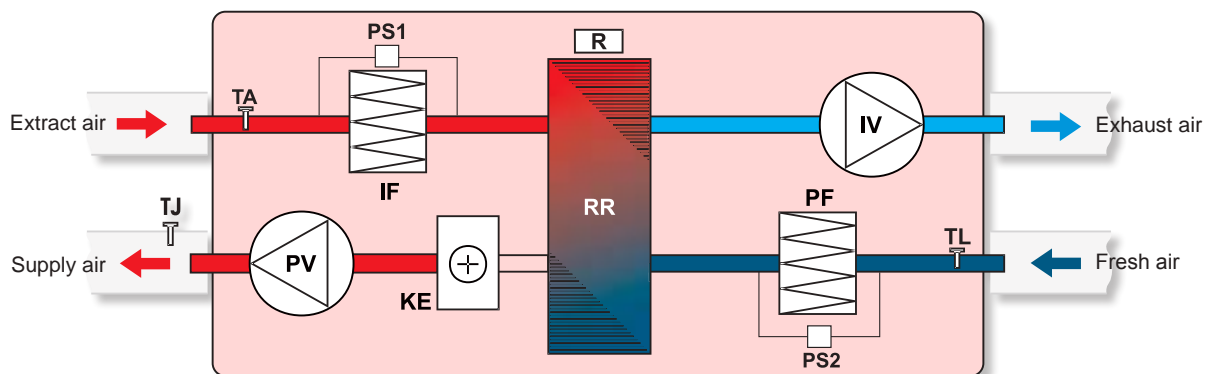 PS1
R
TA
Extract air
IV
Exhaust air
IF
TJ
RR
PF
TL
Supply air
PV
Fresh air
KE
PS2